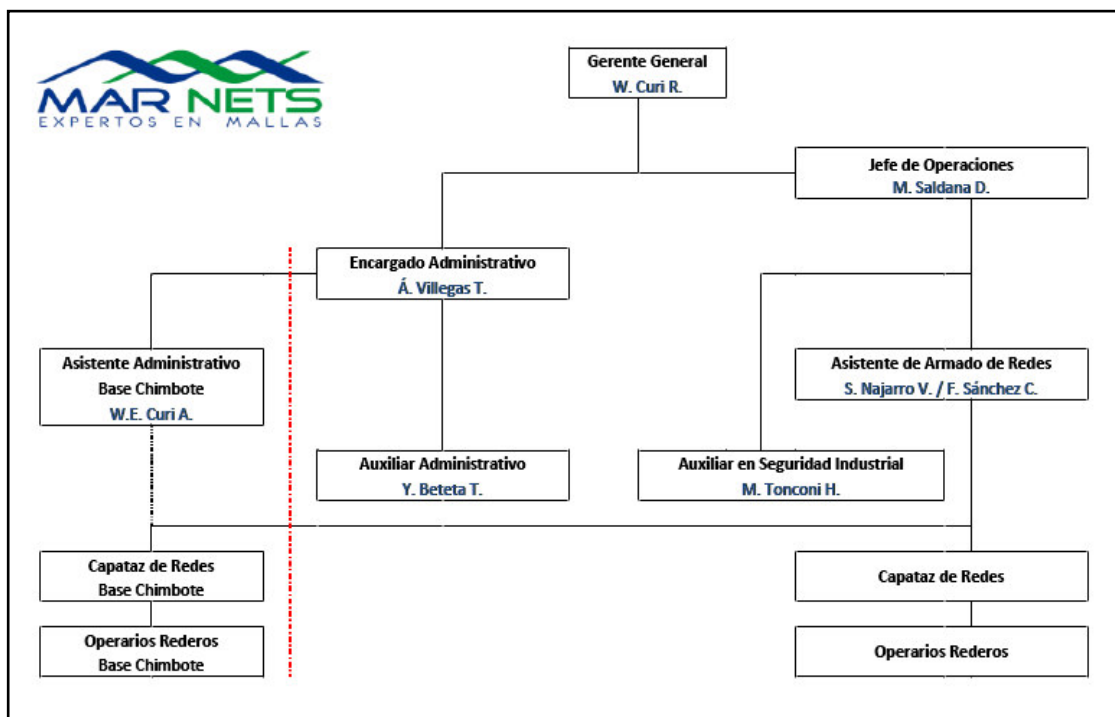 MAR NETS
EXPERTOS EN MALLAS
Gerente General
W. Curi R.
Jefe de Operaciones
M. Saldana D.
Encargado Administrativo
Á. Villegas T.
Asistente Administrativo
Base Chimbote
W.E. Curi A.
Asistente de Armado de Redes
S. Najarro V. / F. Sánchez C.
Auxiliar Administrativo
Y. Beteta T.
Auxiliar en Seguridad Industrial
M. Tonconi H.
Capataz de Redes
Base Chimbote
Capataz de Redes
Operarios Rederos
Base Chimbote
Operarios Rederos